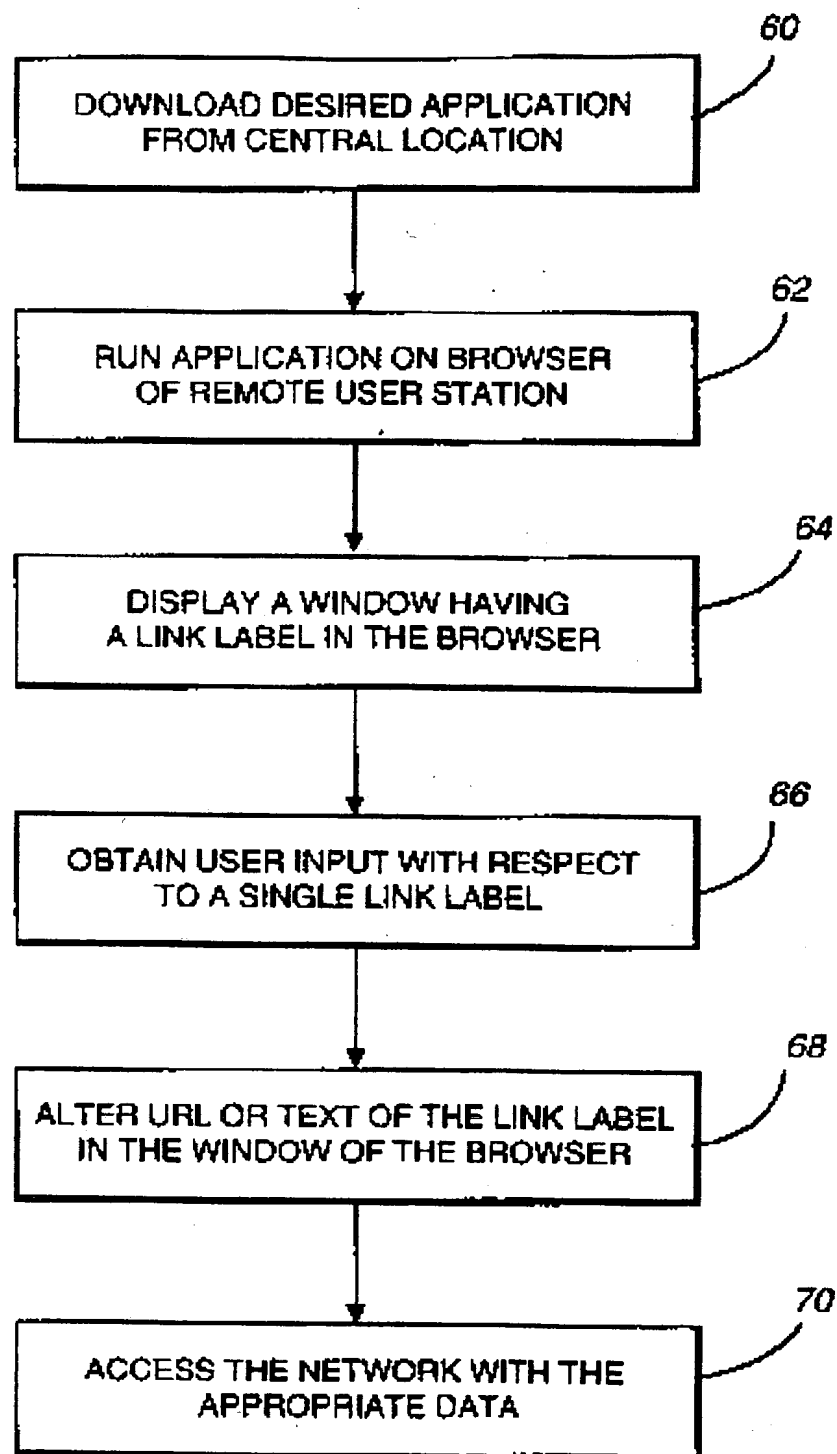 60
DOWNLOAD DESIRED APPLICATION
FROM CENTRAL LOCATION
62
RUN APPLICATION ON BROWSER
OF REMOTE USER STATION
64
DISPLAY A WINDOW HAVING
A LINK LABEL IN THE BROWSER
66
OBTAIN USER INPUT WITH RESPECT
TO A SINGLE LINK LABEL
68
ALTER URL OR TEXT OF THE LINK LABEL
IN THE WINDOW OF THE BROWSER
70
ACCESS THE NETWORK WITH THE
APPROPRIATE DATA